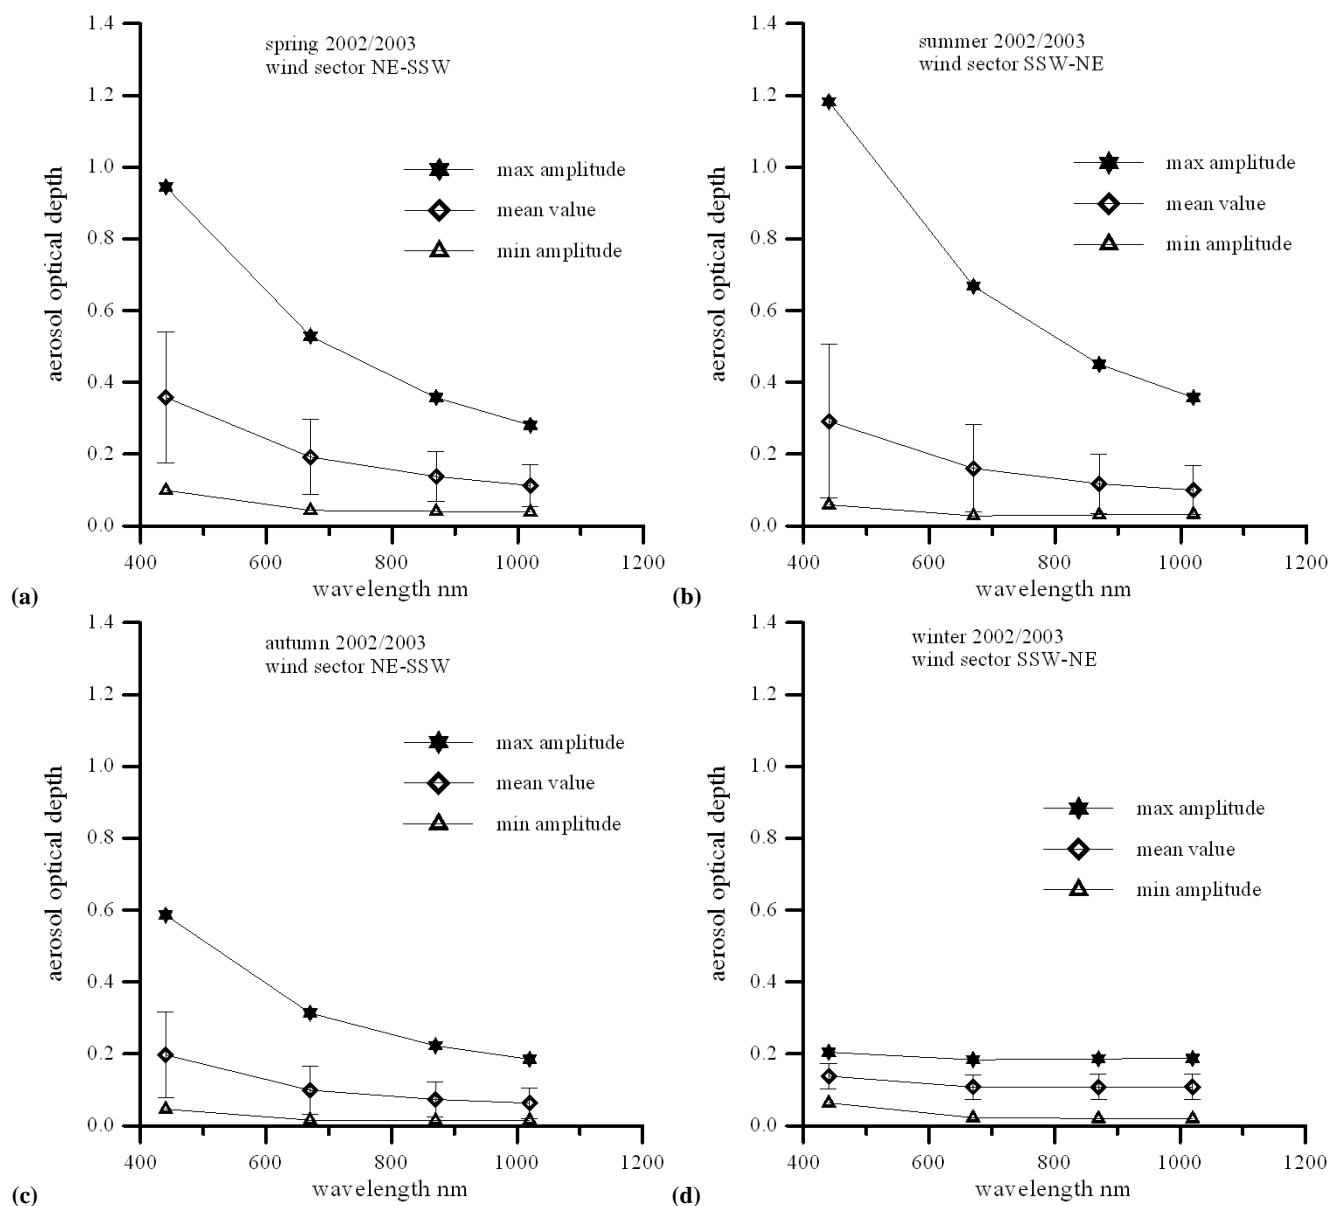 1.4
1.2
1.0
0.8
0.6
0.4
0.2
0.0
aerosol optical depth
spring 2002/2003
wind sector NE-SSW
max amplitude
mean value
min amplitude
400 600 800 1000 1200
wavelength nm
(a)
1.4
1.2
1.0
0.8
0.6
0.4
0.2
0.0
aerosol optical depth
summer 2002/2003
wind sector SSW-NE
max amplitude
mean value
min amplitude
400 600 800 1000 1200
wavelength nm
(b)
1.4
1.2
1.0
0.8
0.6
0.4
0.2
0.0
aerosol optical depth
autumn 2002/2003
wind sector NE-SSW
max amplitude
mean value
min amplitude
400 600 800 1000 1200
wavelength nm
(c)
1.4
1.2
1.0
0.8
0.6
0.4
0.2
0.0
aerosol optical depth
winter 2002/2003
wind sector SSW-NE
max amplitude
mean value
min amplitude
400 600 800 1000 1200
wavelength nm
(d)